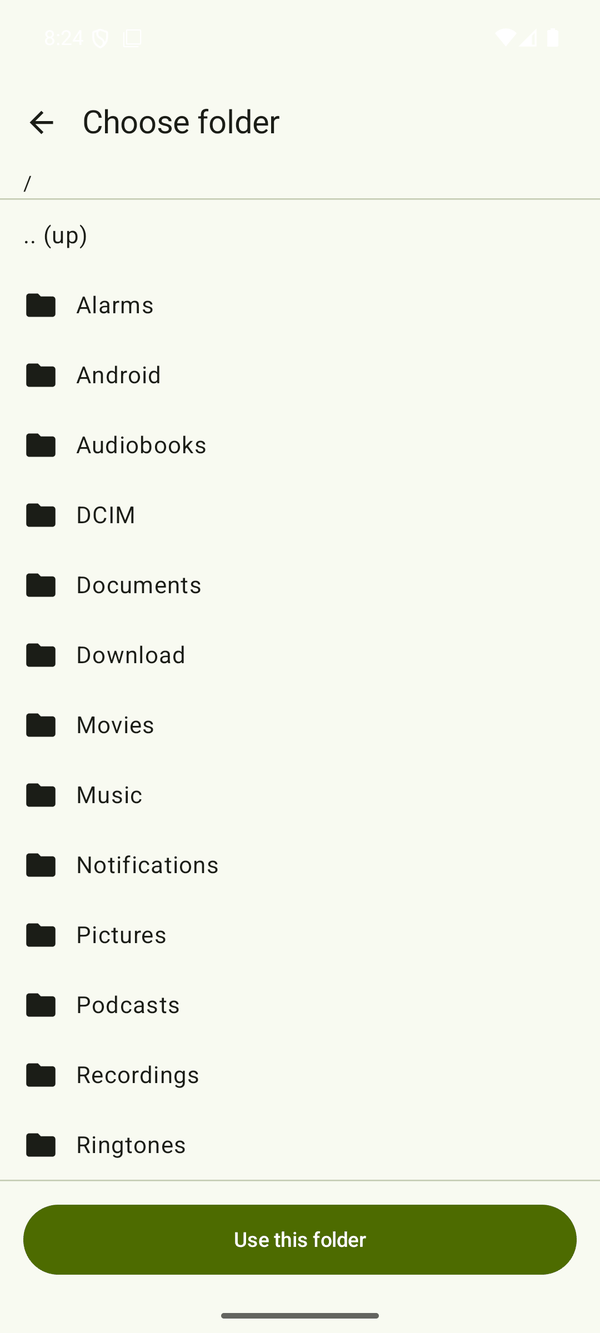 8:24
Choose folder
/
.. (up)
Alarms
Android
Audiobooks
DCIM
Documents
Download
Movies
Music
Notifications
Pictures
Podcasts
Recordings
Ringtones
Use this folder